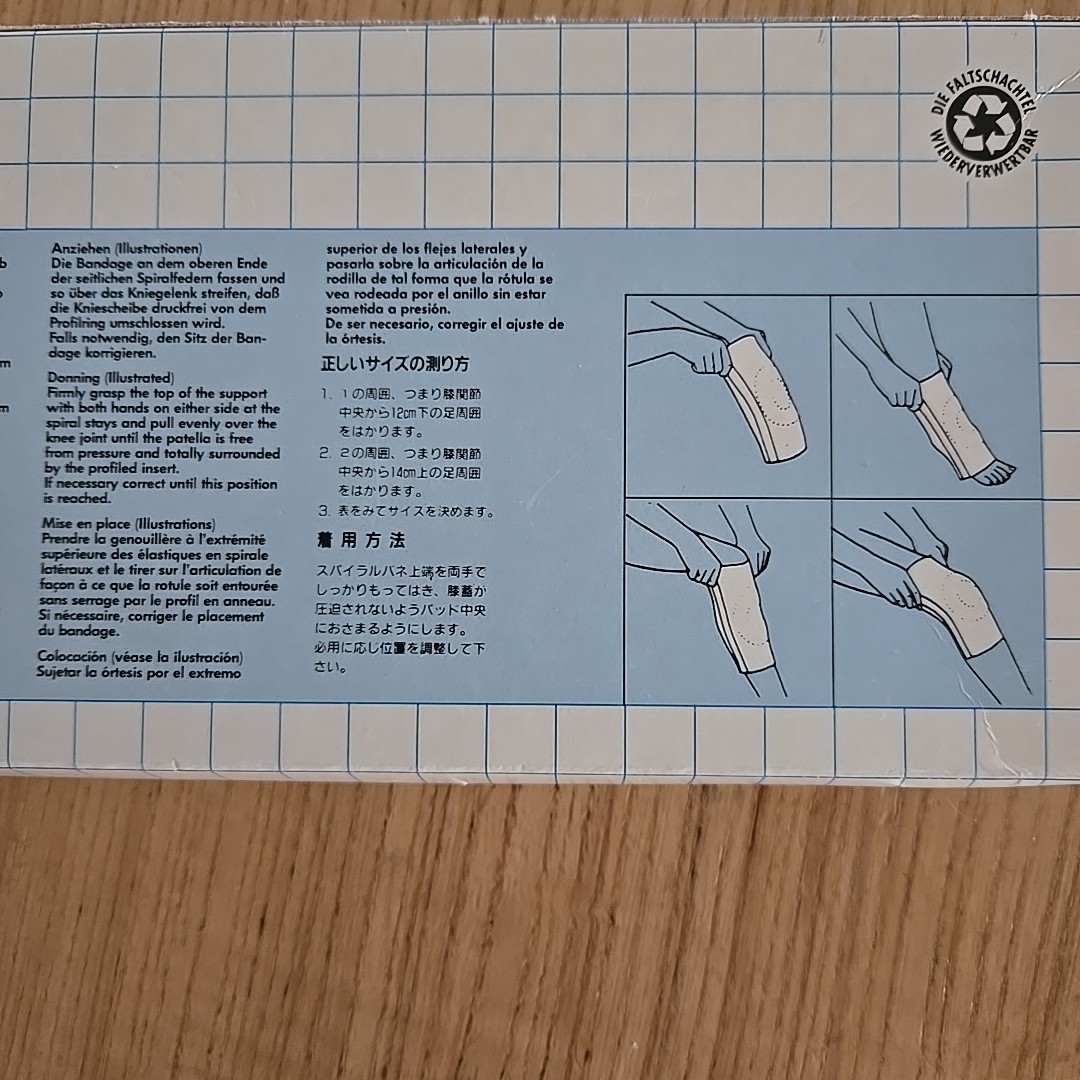 DIE FALTSCHACHTEL
WIEDERVERWERTBAR
b
m
m
Anziehen (Illustrationen)
Die Bandage an dem oberen Ende
der seitlichen Spiralfedern fassen und
so über das Kniegelenk streifen, daß
die Kniescheibe druckfrei von dem
Profilring umschlossen wird.
Falls notwendig, den Sitz der Ban-
dage korrigieren.
Donning (Illustrated)
Firmly grasp the top of the support
with both hands on either side at the
spiral stays and pull evenly over the
knee joint until the patella is free
from pressure and totally surrounded
by the profiled insert.
If necessary correct until this position
is reached.
Mise en place (Illustrations)
Prendre la genouillère à l'extrémité
supérieure des élastiques en spirale
latéraux et le tirer sur l'articulation de
façon à ce que la rotule soit entourée
sans serrage par le profil en anneau.
Si nécessaire, corriger le placement
du bandage.
Colocación (véase la ilustración)
Sujetar la órtesis por el extremo
superior de los flejes laterales y
pasarla sobre la articulación de la
rodilla de tal forma que la rótula se
vea rodeada por el anillo sin estar
sometida a presión.
De ser necesario, corregir el ajuste de
la órtesis.
正しいサイズの測り方
1. 1の周囲、つまり膝関節
中央から12cm下の足周囲
をはかります。
2. 2の周囲、つまり膝関節
中央から14cm上の足周囲
をはかります。
3. 表をみてサイズを決めます。
着用方法
スパイラルバネ上端を両手で
しっかりもってはき、膝蓋が
圧迫されないようパッド中央
におさまるようにします。
必用に応じ位置を調整して下
さい。